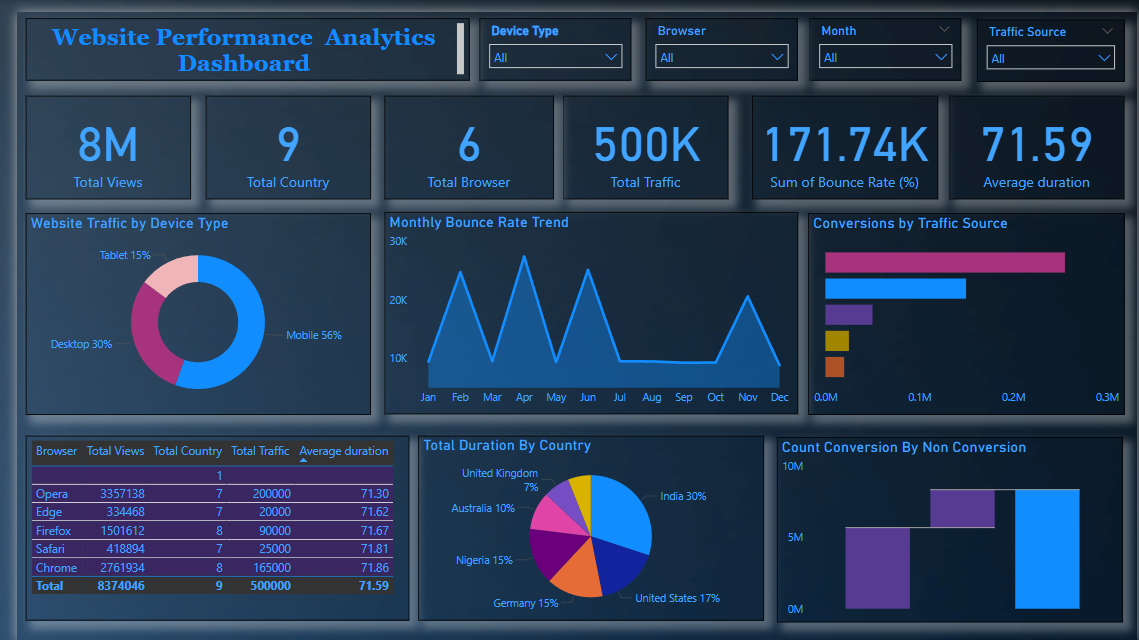 Website Performance Analytics
Dashboard
Device Type
All
Browser
All
Month
All
Traffic Source
All
8M
Total Views
9
Total Country
6
Total Browser
500K
Total Traffic
171.74K
Sum of Bounce Rate (%)
71.59
Average duration
Website Traffic by Device Type
Tablet 15%
Desktop 30%
Mobile 56%
Monthly Bounce Rate Trend
30K
20K
10K
Jan Feb Mar Apr May Jun Jul Aug Sep Oct Nov Dec
Conversions by Traffic Source
0.0M 0.1M 0.2M 0.3M
Browser Total Views Total Country Total Traffic Average duration
1
Opera 3357138 7 200000 71.30
Edge 334468 7 20000 71.62
Firefox 1501612 8 90000 71.67
Safari 418894 7 25000 71.81
Chrome 2761934 8 165000 71.86
Total 8374046 9 500000 71.59
Total Duration By Country
United Kingdom
7%
Australia 10%
Nigeria 15%
Germany 15%
United States 17%
India 30%
Count Conversion By Non Conversion
10M
5M
0M